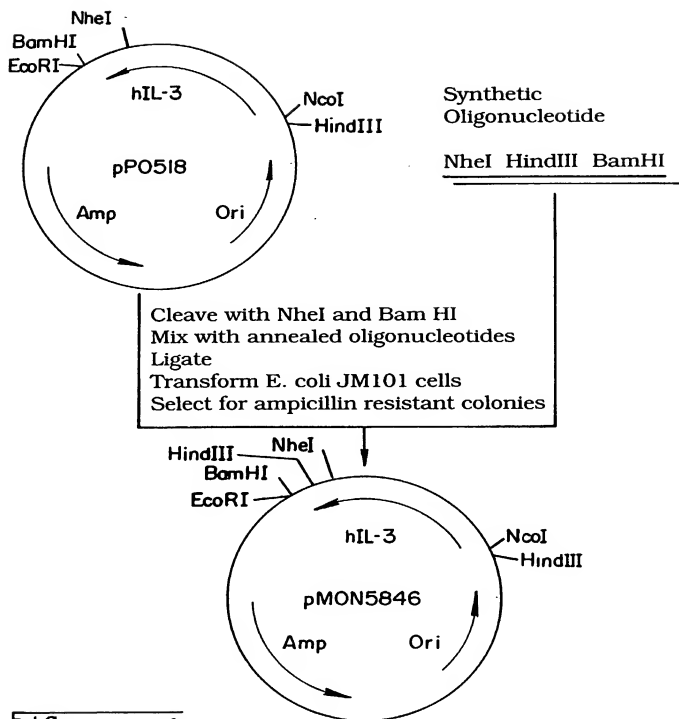 NheI
BamHI
EcoRI
hIL-3
NcoI
HindIII
pPO518
Amp
Ori
Synthetic
Oligonucleotide
NheI HindIII BamHI
Cleave with NheI and Bam HI
Mix with annealed oligonucleotides
Ligate
Transform E. coli JM101 cells
Select for ampicillin resistant colonies
NheI
HindIII
BamHI
EcoRI
hIL-3
NcoI
HindIII
pMON5846
Amp
Ori